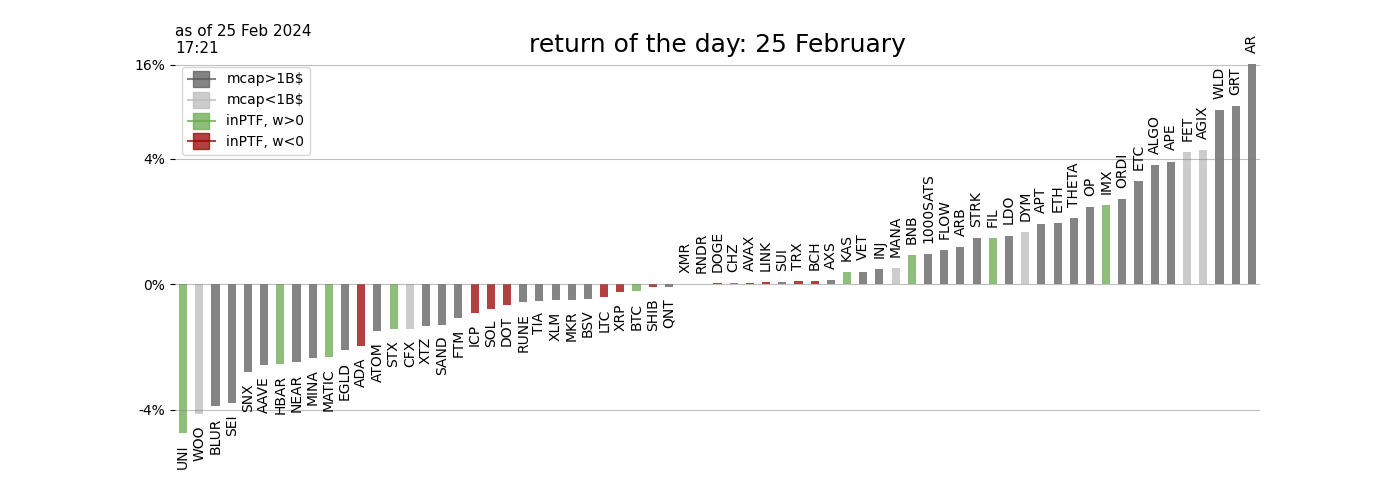 as of 25 Feb 2024
17:21
return of the day: 25 February
mcap>1B$
mcap<1B$
inPTF, w>0
inPTF, w<0
16%
4%
0%
-4%
UNI
WOO
BLUR
SEI
SNX
AAVE
HBAR
NEAR
MINA
MATIC
EGLD
ADA
ATOM
STX
CFX
XTZ
SAND
FTM
ICP
SOL
DOT
RUNE
TIA
XLM
MKR
BSV
LTC
XRP
BTC
SHIB
QNT
XMR
RNDR
DOGE
CHZ
AVAX
LINK
SUI
TRX
BCH
AXS
KAS
VET
INJ
MANA
BNB
1000SATS
FLOW
ARB
STRK
FIL
LDO
DYM
APT
ETH
THETA
OP
IMX
ORDI
ETC
ALGO
APE
FET
AGIX
WLD
GRT
AR